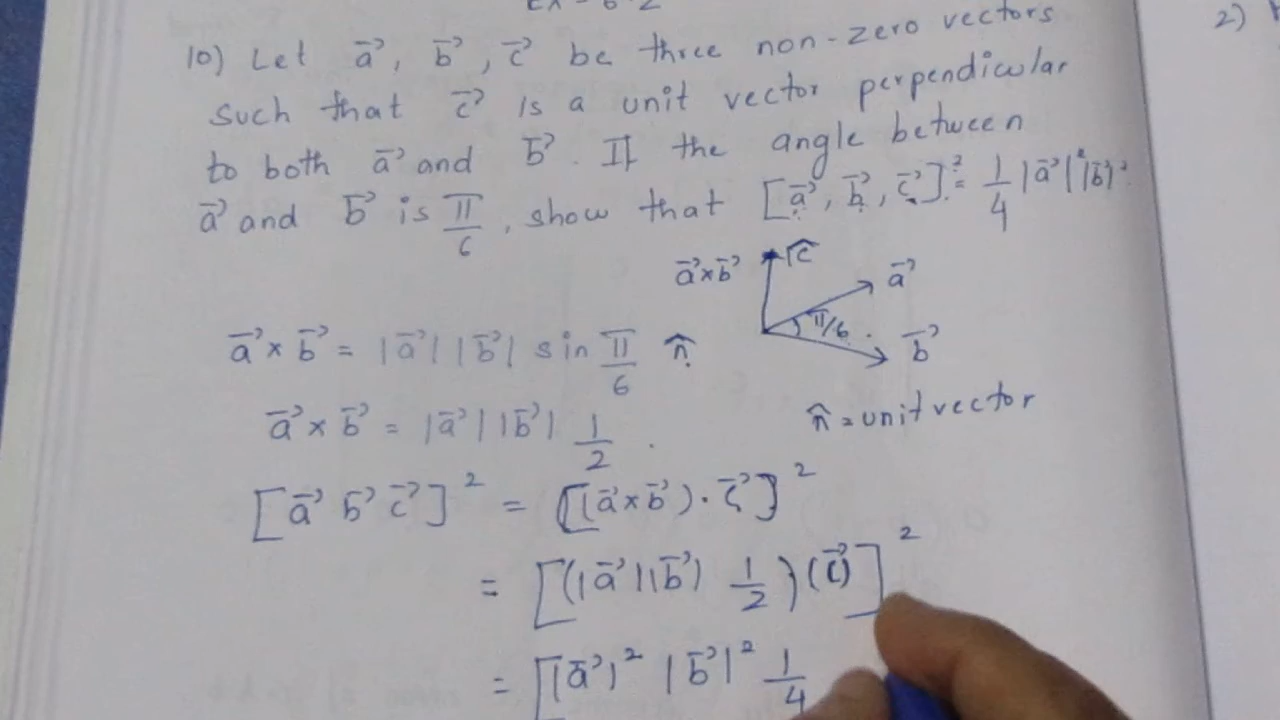 2)
10) Let a⃗, b⃗, c⃗ be three non-zero vectors
such that c⃗ is a unit vector perpendicular
to both a⃗ and b⃗. If the angle between
a⃗ and b⃗ is π/6, show that [a⃗, b⃗, c⃗]² = 1/4 |a⃗|²|b⃗|²
a⃗×b⃗ ĉ a⃗
π/6 b⃗
a⃗ × b⃗ = |a⃗| |b⃗| sin π/6 n̂
n̂ = unit vector
a⃗ × b⃗ = |a⃗| |b⃗| 1/2
[a⃗ b⃗ c⃗]² = [(a⃗×b⃗)·c⃗]²
= [(|a⃗||b⃗| 1/2)(c⃗)]²
= [|a⃗|² |b⃗|² 1/4